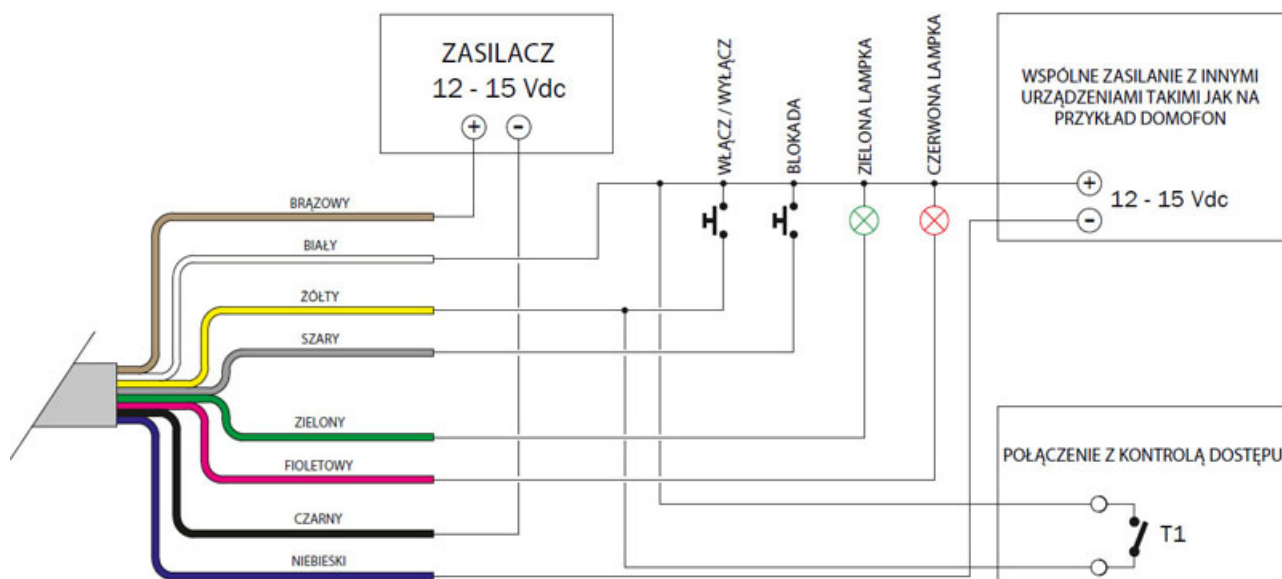 ZASILACZ
12 - 15 Vdc
+ -
WŁĄCZ / WYŁĄCZ
BLOKADA
ZIELONA LAMPKA
CZERWONA LAMPKA
WSPÓLNE ZASILANIE Z INNYMI
URZĄDZENIAMI TAKIMI JAK NA
PRZYKŁAD DOMOFON
+
12 - 15 Vdc
-
BRĄZOWY
BIAŁY
ŻÓŁTY
SZARY
ZIELONY
FIOLETOWY
CZARNY
NIEBIESKI
POŁĄCZENIE Z KONTROLĄ DOSTĘPU
T1